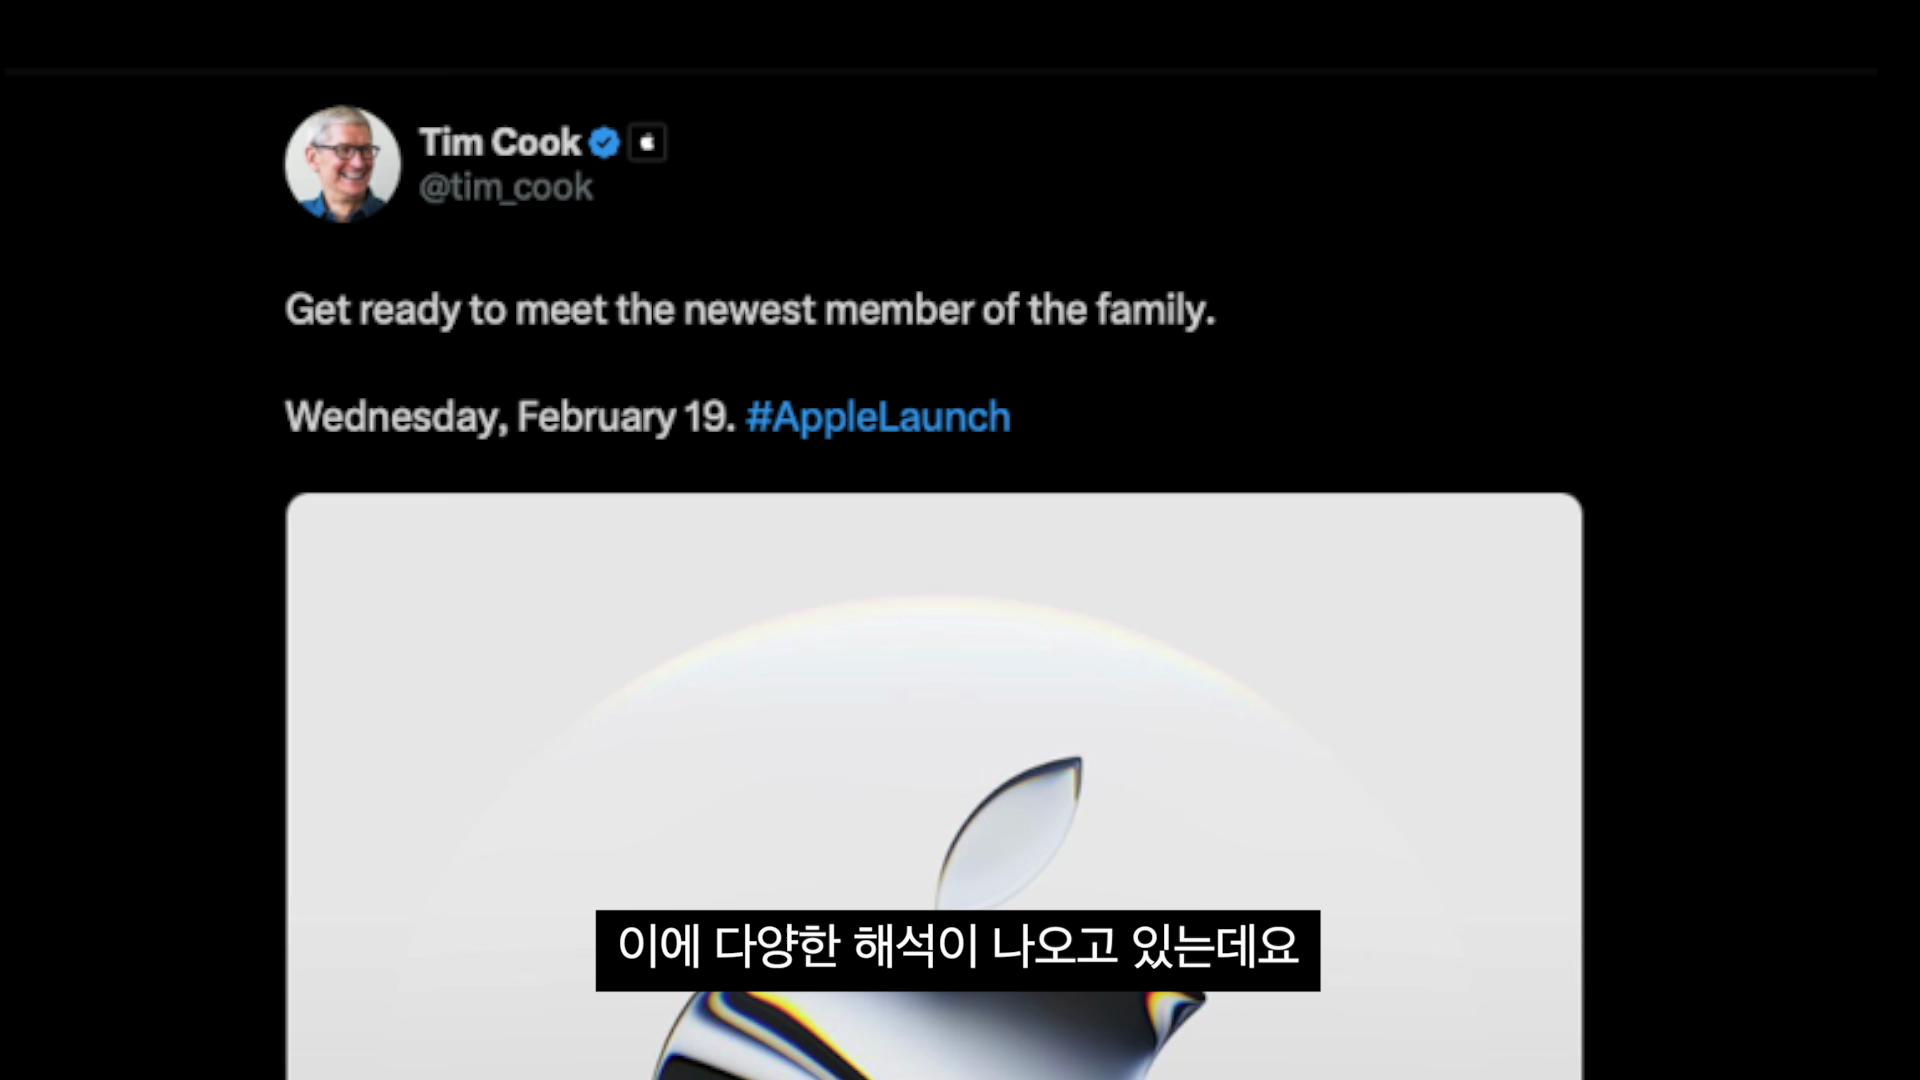 Tim Cook
@tim_cook
Get ready to meet the newest member of the family.
Wednesday, February 19. #AppleLaunch
이에 다양한 해석이 나오고 있는데요